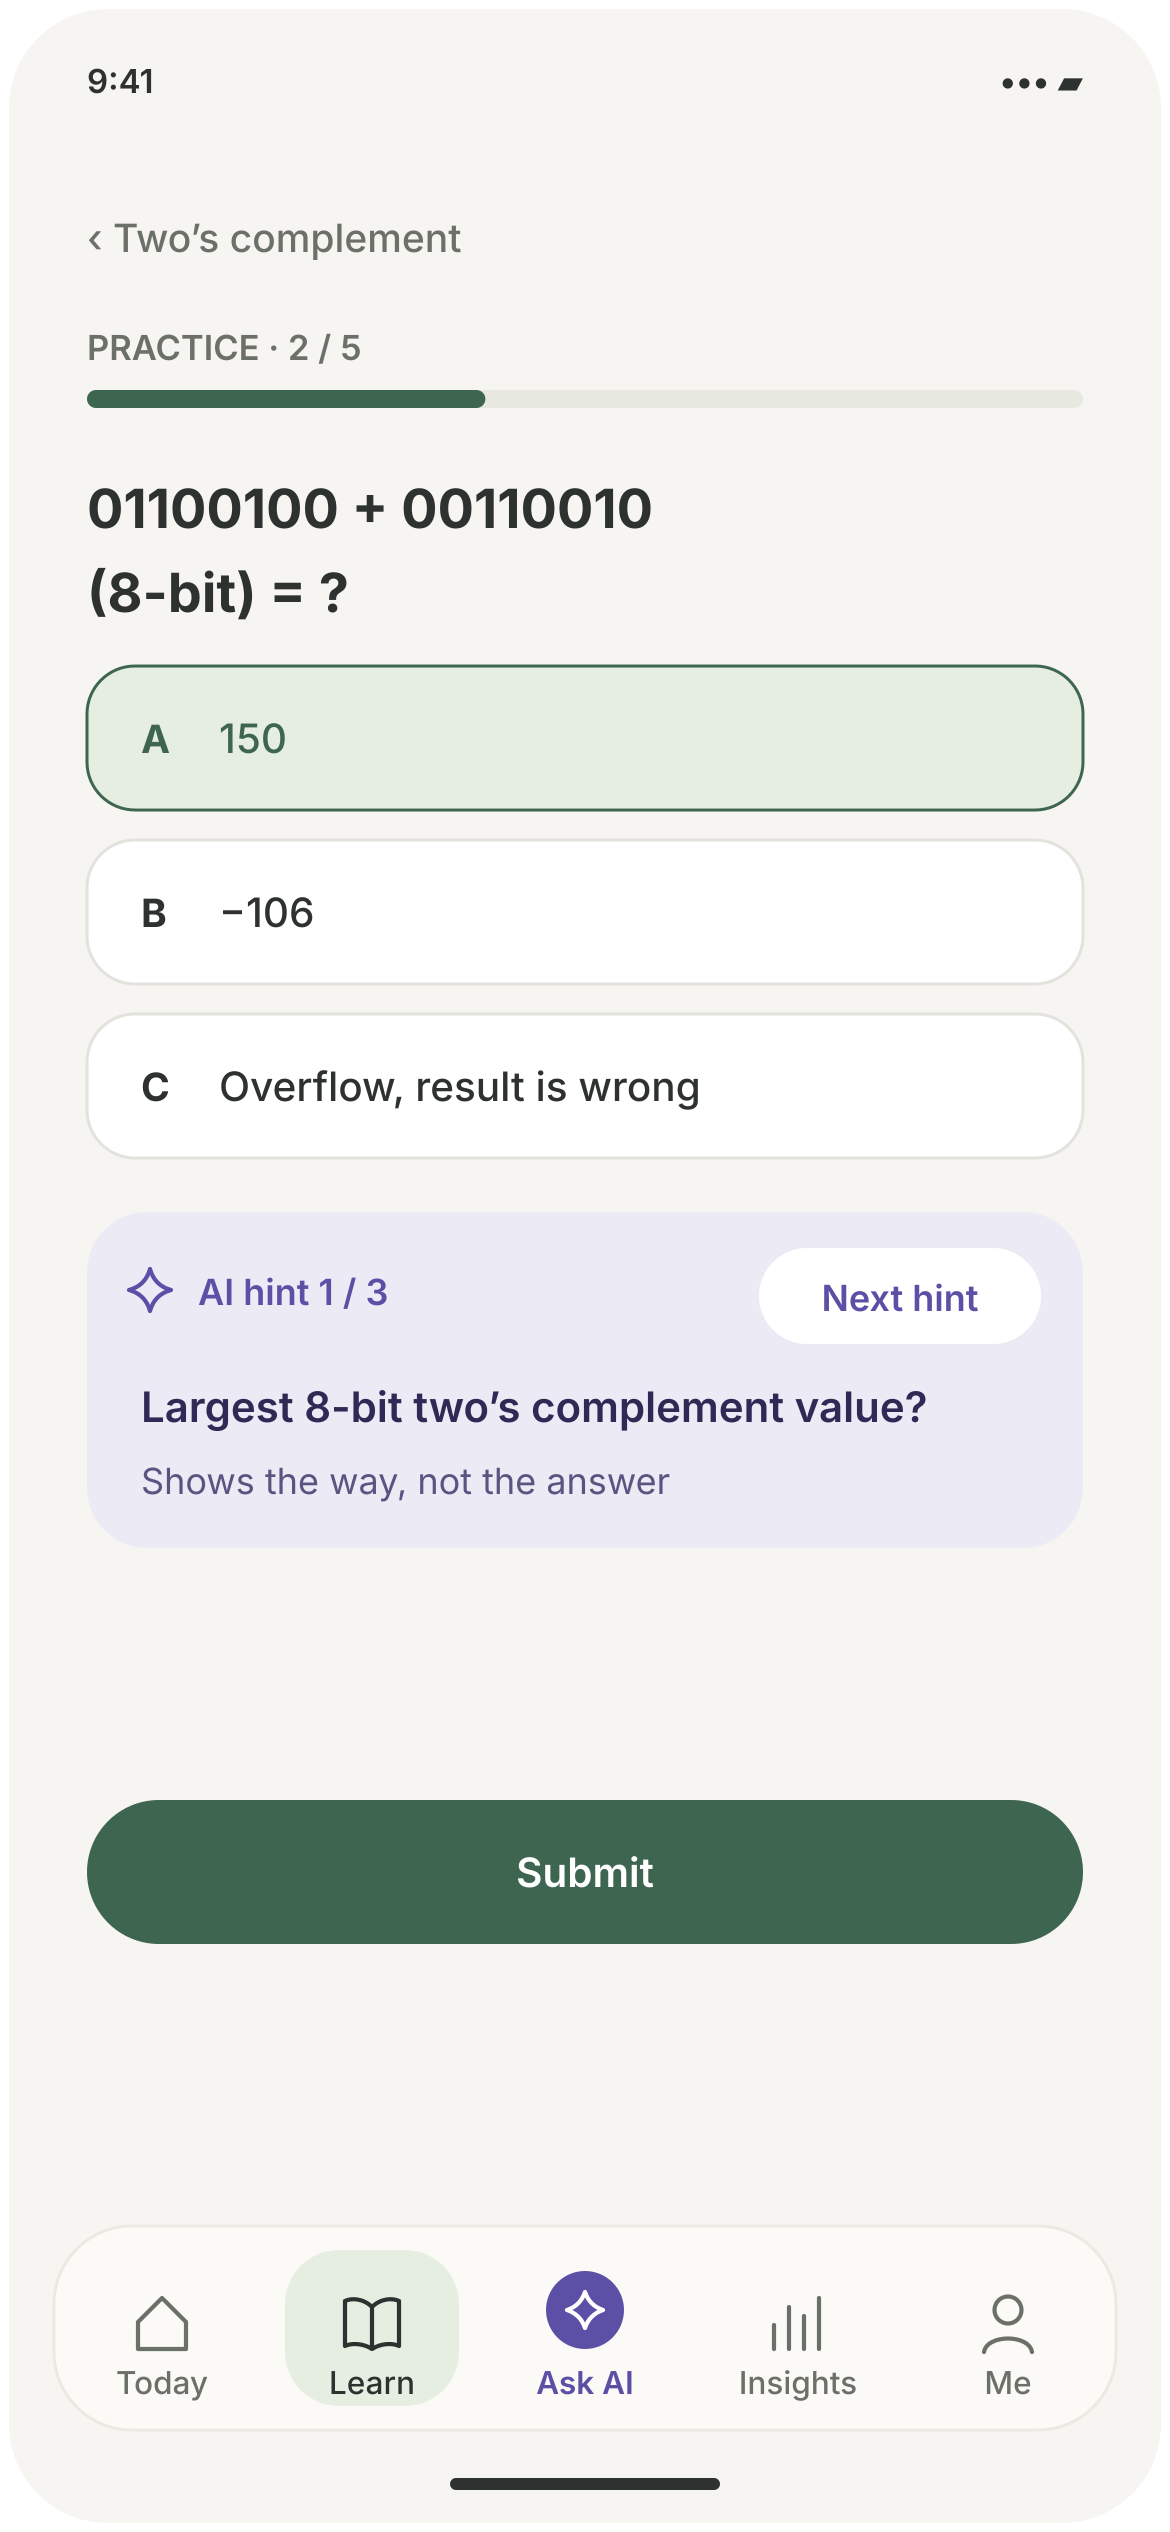 9:41
‹ Two’s complement
PRACTICE · 2 / 5
01100100 + 00110010
(8-bit) = ?
A 150
B −106
C Overflow, result is wrong
AI hint 1 / 3
Next hint
Largest 8-bit two’s complement value?
Shows the way, not the answer
Submit
Today Learn Ask AI Insights Me